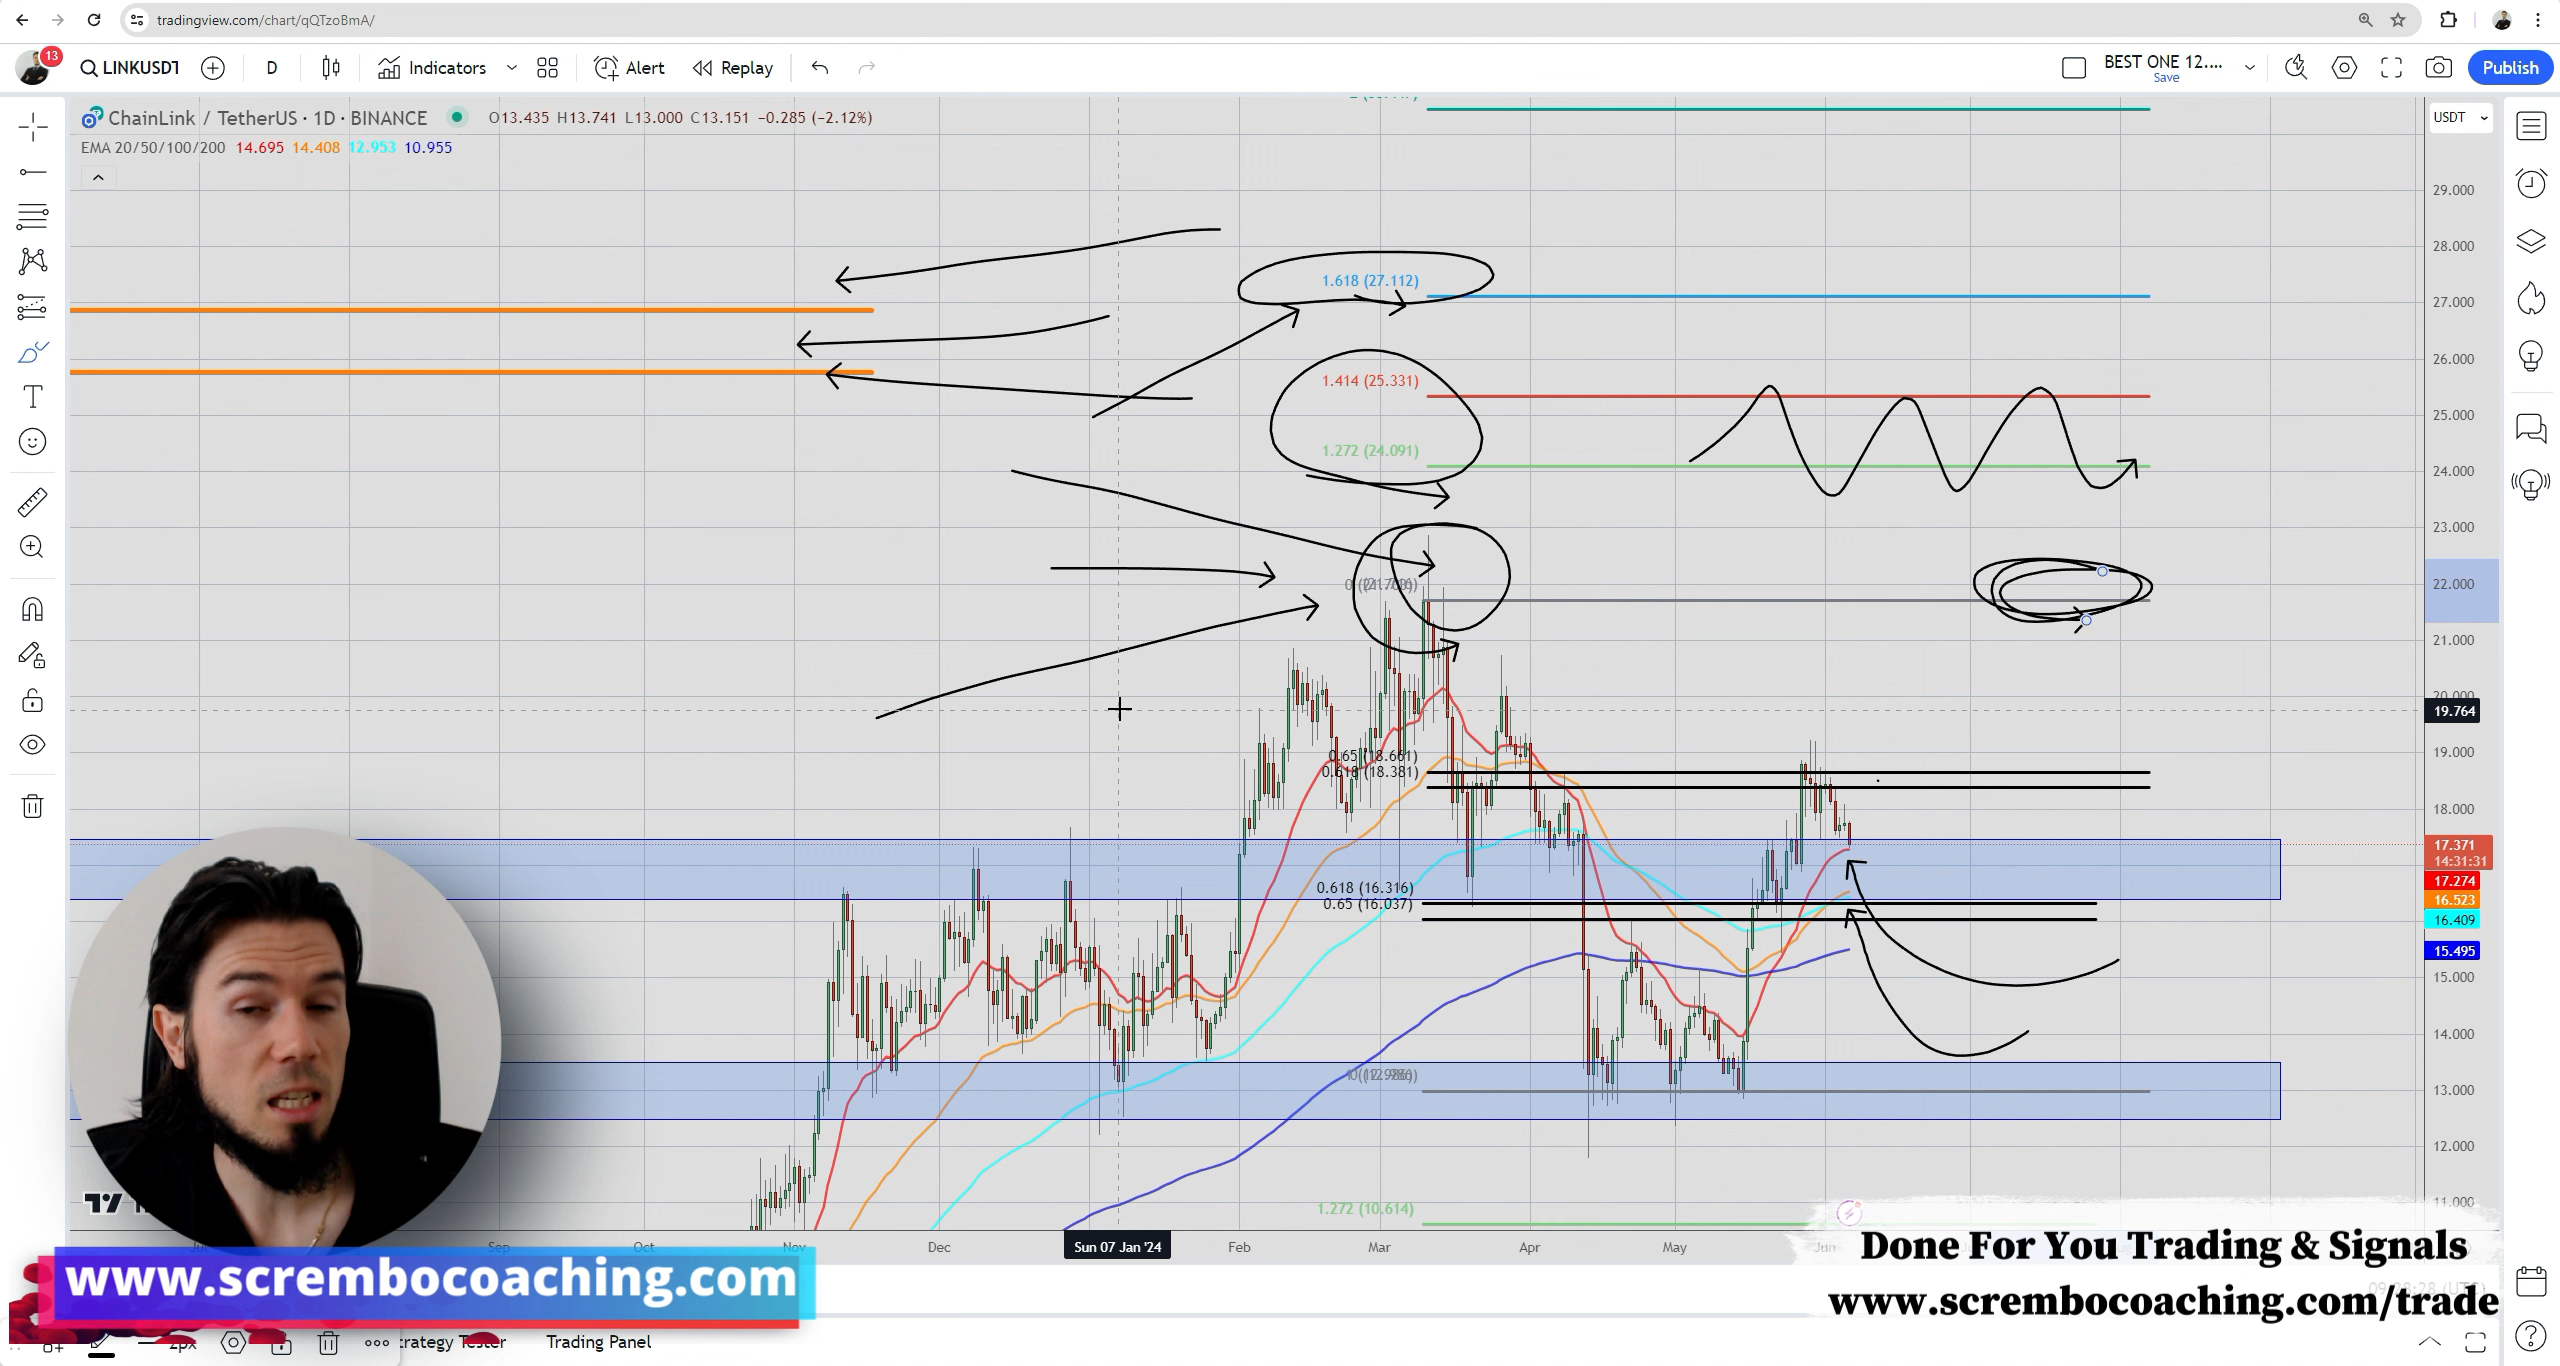 tradingview.com/chart/qQTzoBmA/
13
LINKUSDT
D
Indicators
Alert
Replay
BEST ONE 12....
Save
Publish
ChainLink / TetherUS · 1D · BINANCE
O13.435 H13.741 L13.000 C13.151 −0.285 (−2.12%)
USDT
EMA 20/50/100/200 14.695 14.408 12.953 10.955
29.000
28.000
1.618 (27.112)
27.000
26.000
1.414 (25.331)
25.000
1.272 (24.091)
24.000
23.000
22.000
21.000
20.000
19.764
19.000
0.65 (18.661)
0.618 (18.381)
18.000
17.371
14:31:31
17.274
0.618 (16.316)
16.523
0.65 (16.037)
16.409
15.495
15.000
14.000
13.000
12.000
1.272 (10.614)
11.000
Sep
Oct
Nov
Dec
Sun 07 Jan '24
Feb
Mar
Apr
May
www.scrembocoaching.com
Done For You Trading & Signals
www.scrembocoaching.com/trade
2px
trategy Tester
Trading Panel